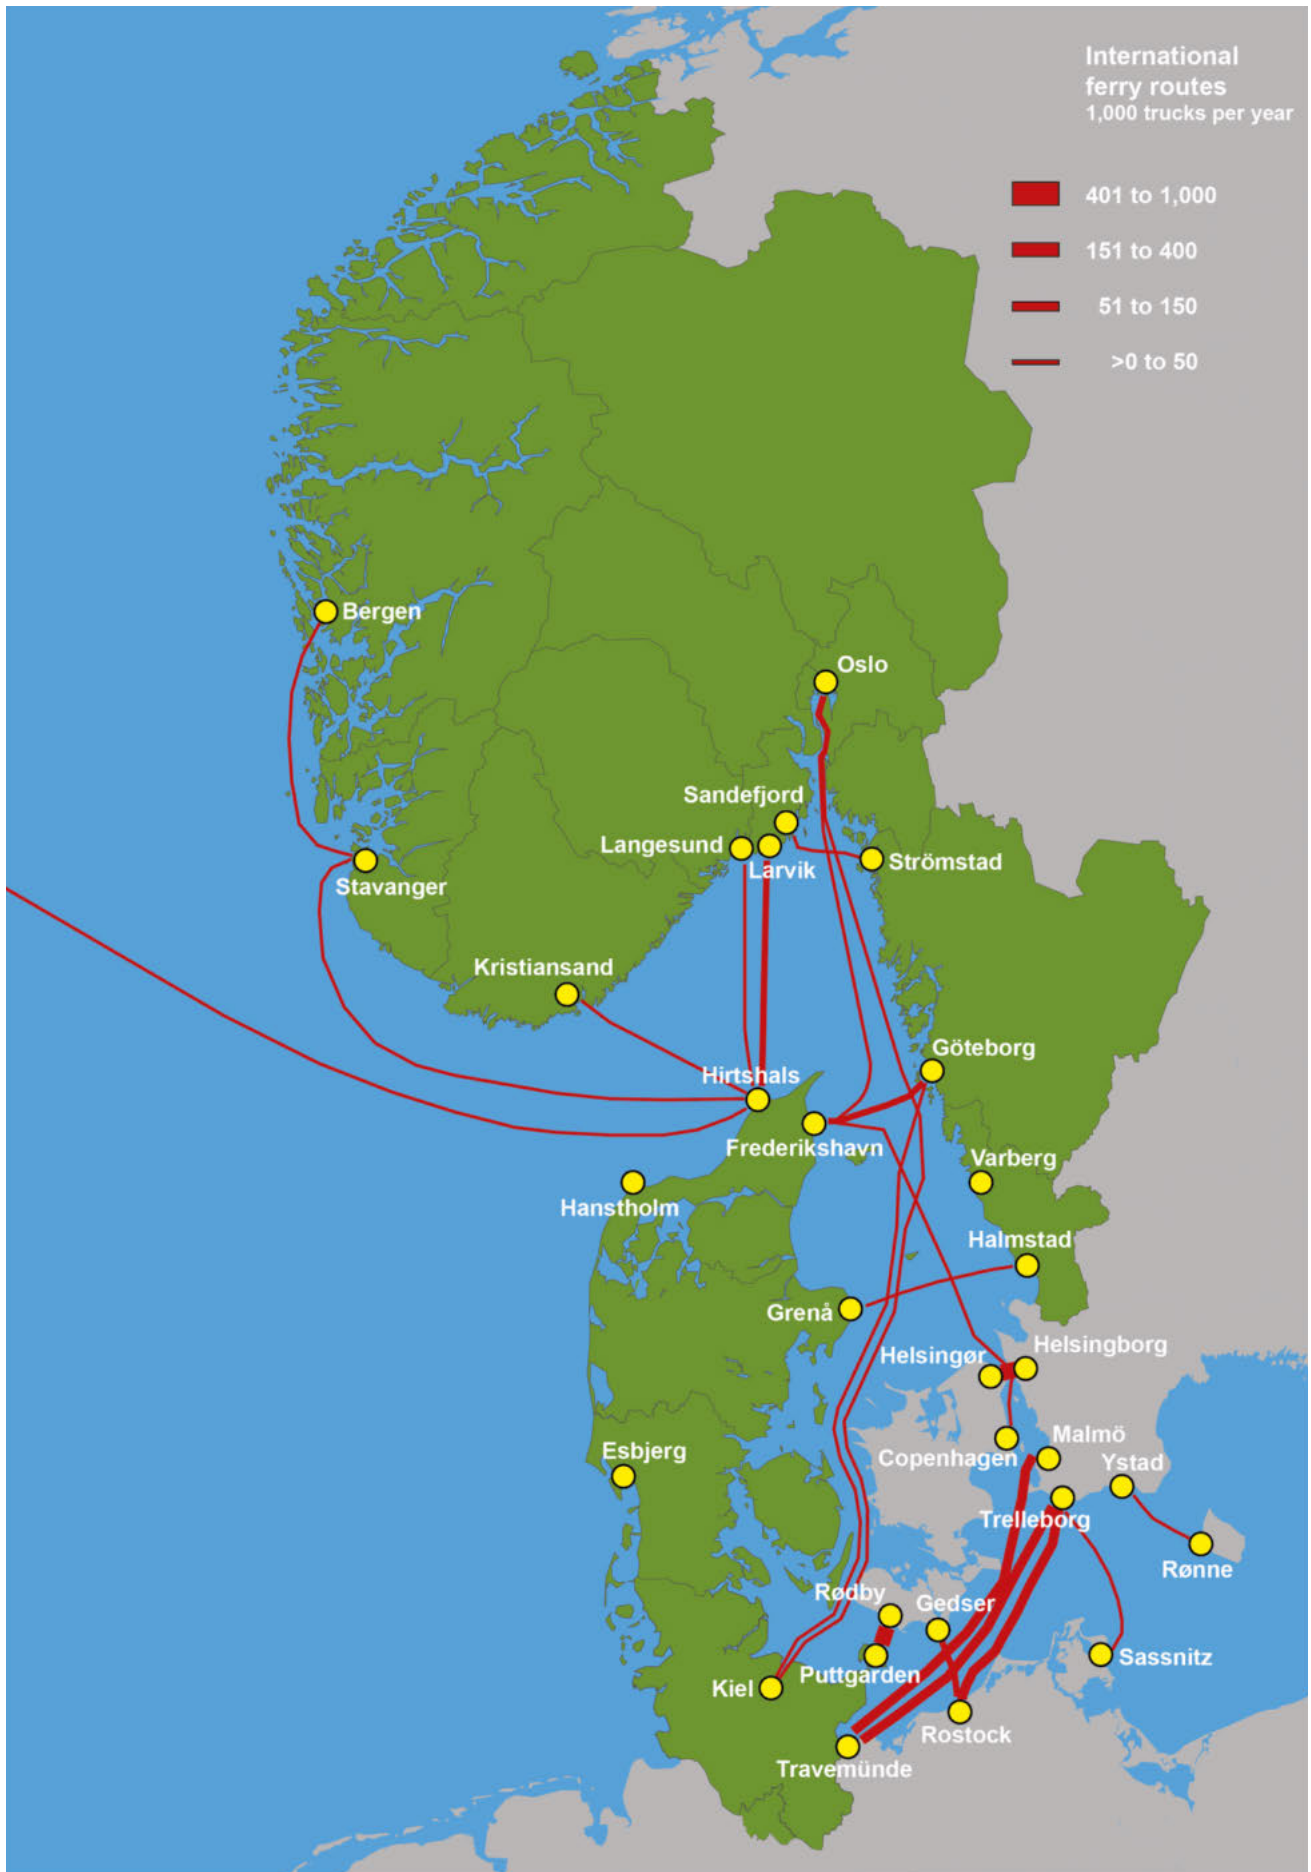 International
ferry routes
1,000 trucks per year
401 to 1,000
151 to 400
51 to 150
>0 to 50
Bergen
Oslo
Sandefjord
Langesund
Larvik
Strömstad
Stavanger
Kristiansand
Göteborg
Hirtshals
Frederikshavn
Varberg
Hanstholm
Halmstad
Grenå
Helsingør
Helsingborg
Esbjerg
Copenhagen
Malmö
Ystad
Trelleborg
Rønne
Rødby
Gedser
Puttgarden
Sassnitz
Kiel
Rostock
Travemünde